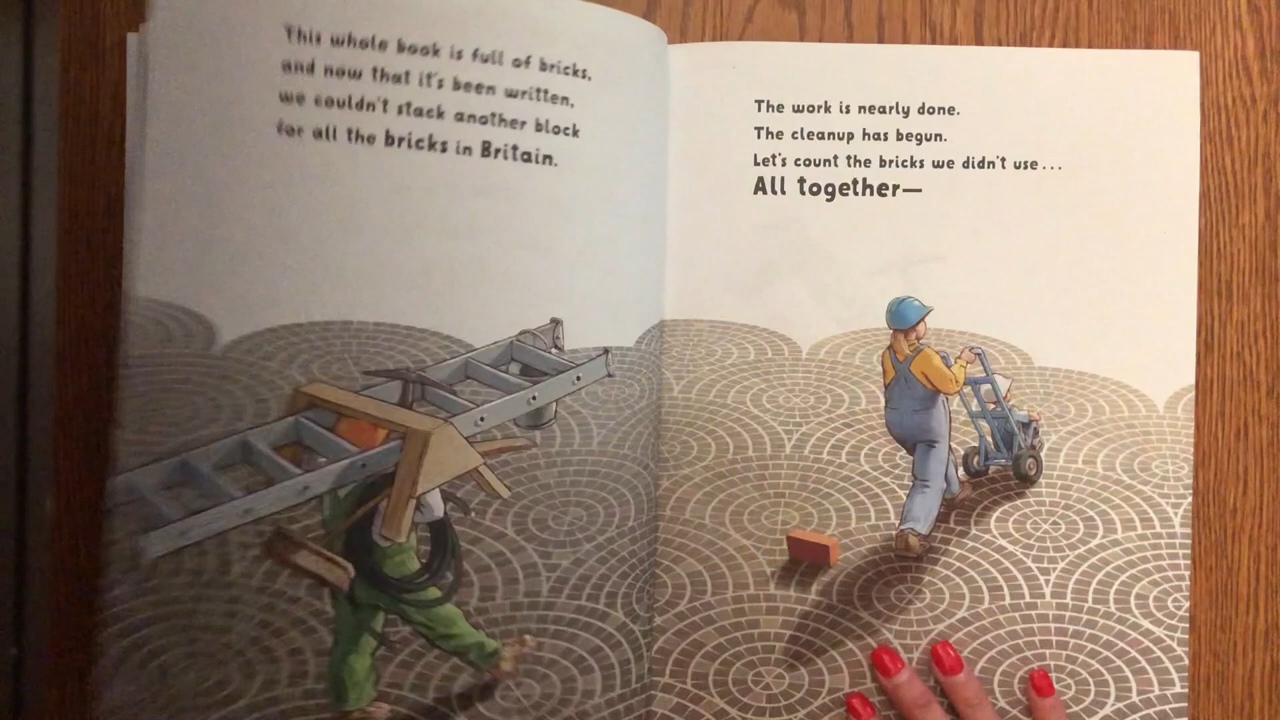 This whole book is full of bricks,
and now that it's been written,
we couldn't stack another block
for all the bricks in Britain.
The work is nearly done.
The cleanup has begun.
Let's count the bricks we didn't use...
All together—